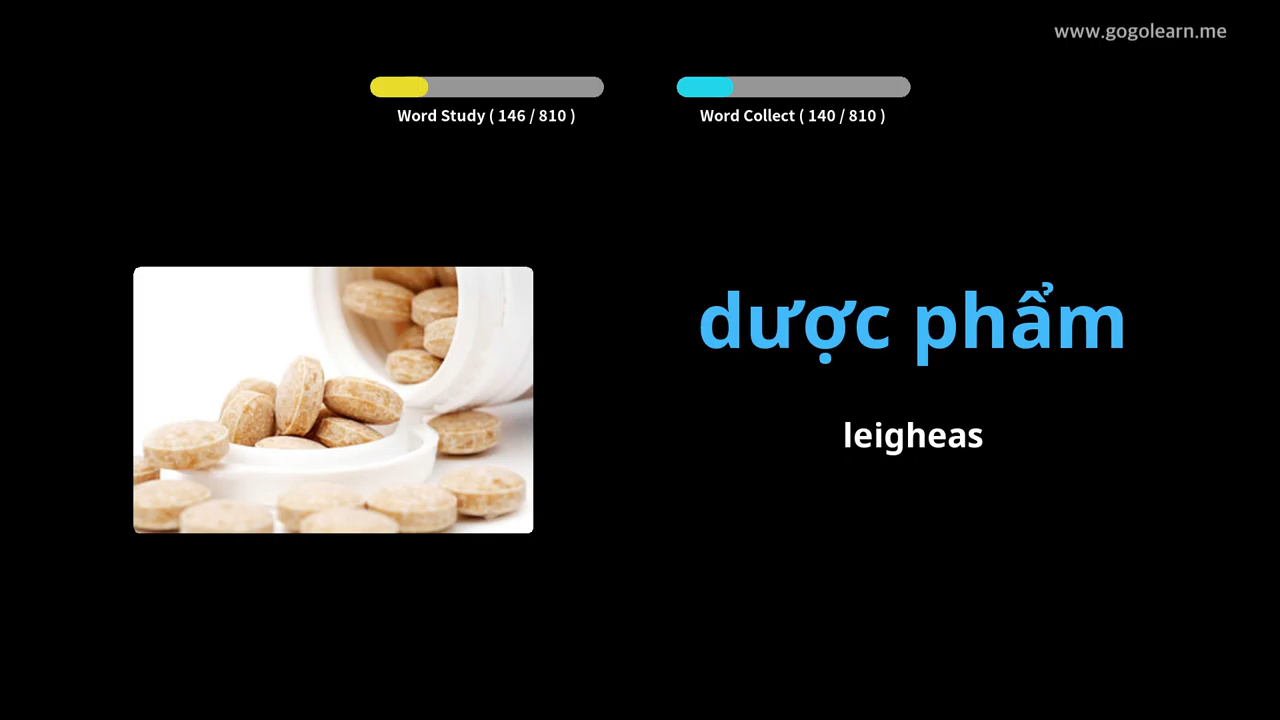 www.gogolearn.me
Word Study ( 146 / 810 )
Word Collect ( 140 / 810 )
dược phẩm
leigheas